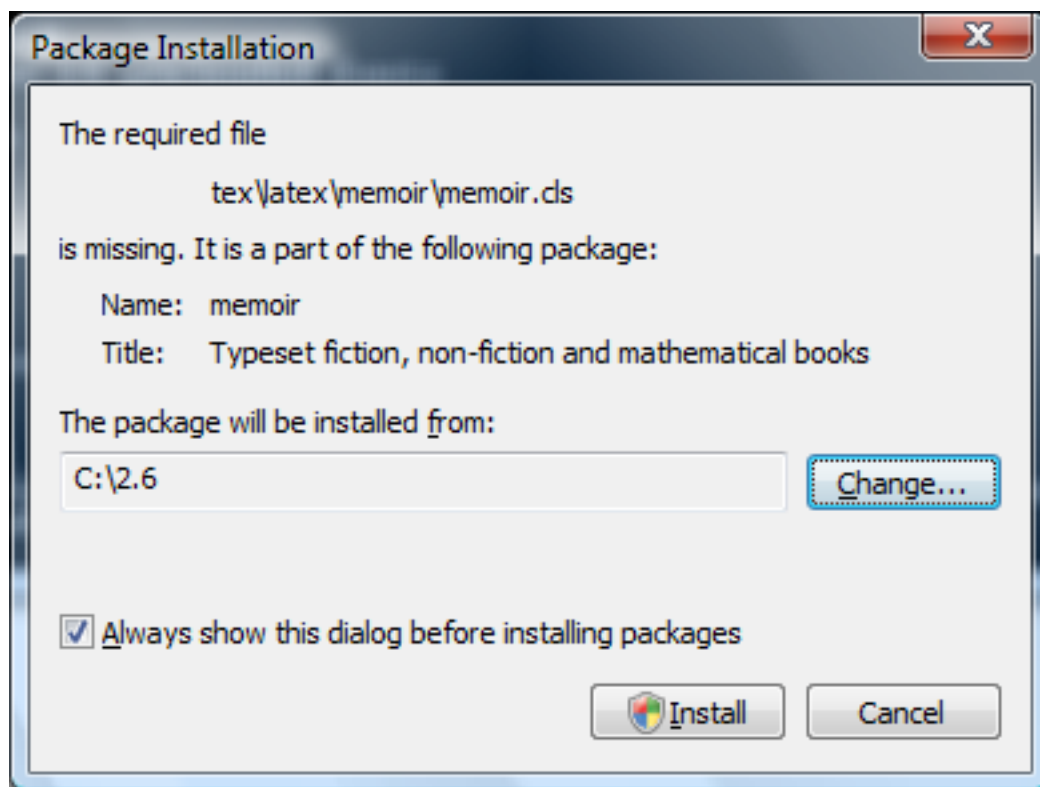 Package Installation
The required file
tex\latex\memoir\memoir.cls
is missing. It is a part of the following package:
Name: memoir
Title: Typeset fiction, non-fiction and mathematical books
The package will be installed from:
C:\2.6
Change...
Always show this dialog before installing packages
Install Cancel